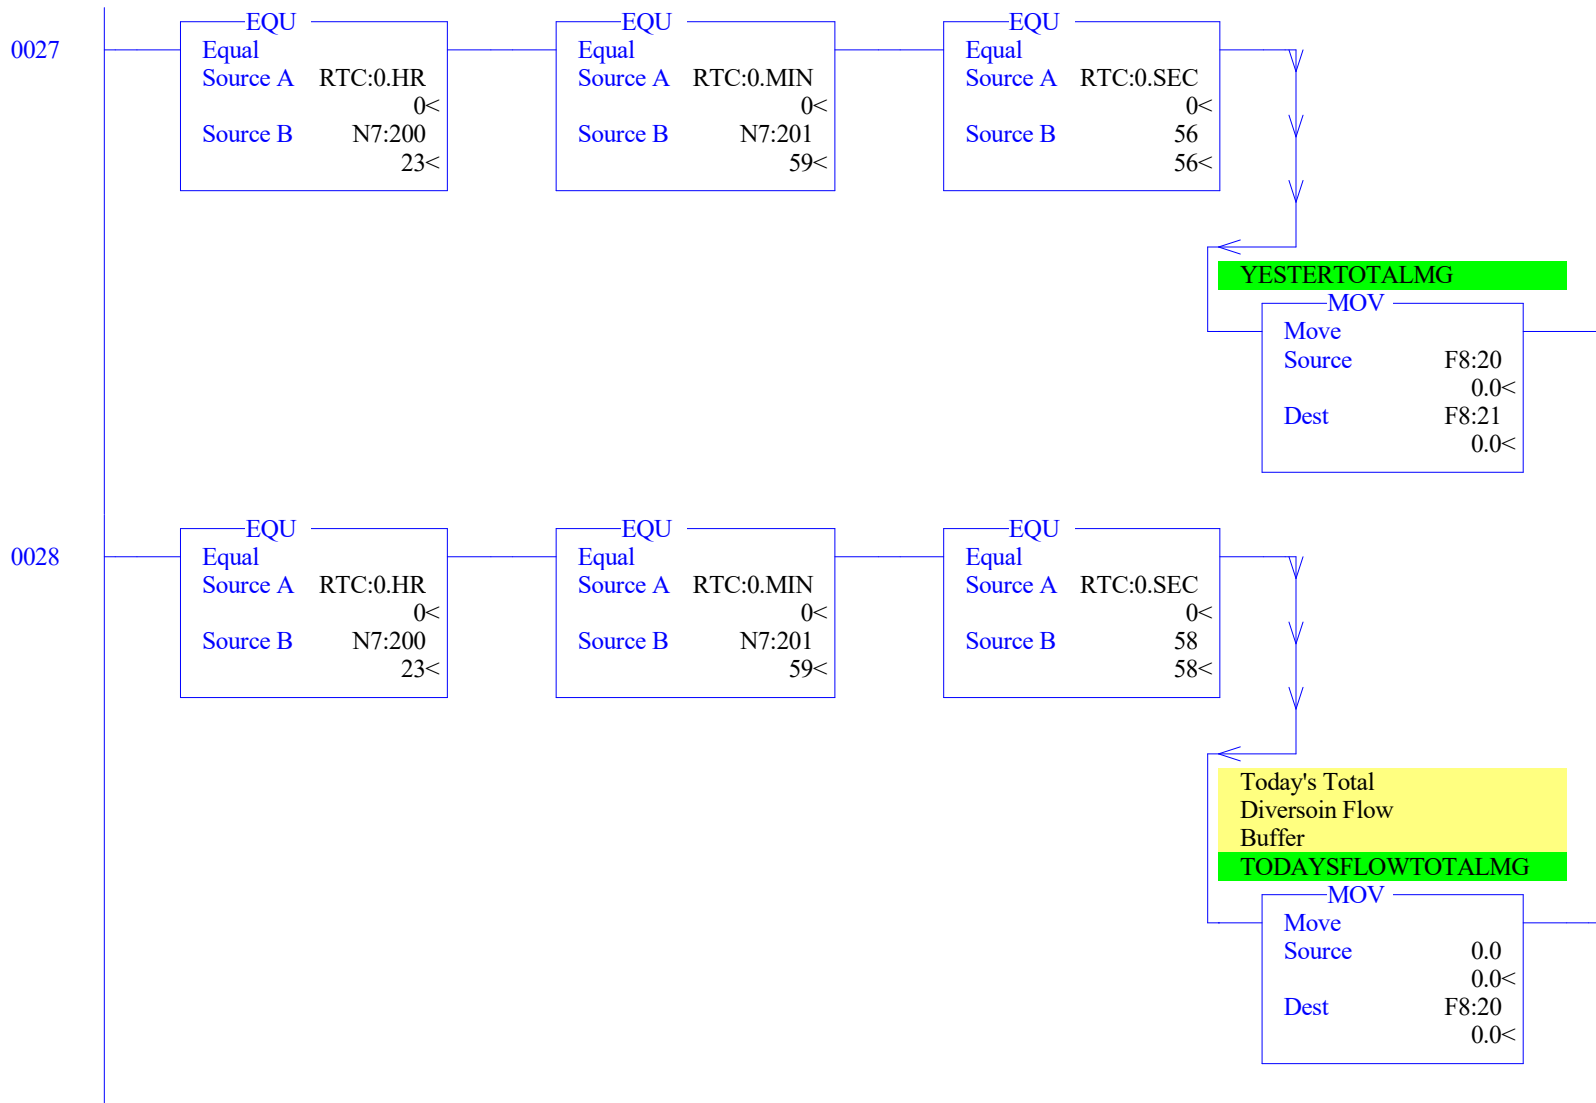 0027
EQU
Equal
Source A RTC:0.HR
0<
Source B N7:200
23<
EQU
Equal
Source A RTC:0.MIN
0<
Source B N7:201
59<
EQU
Equal
Source A RTC:0.SEC
0<
Source B 56
56<
YESTERTOTALMG
MOV
Move
Source F8:20
0.0<
Dest F8:21
0.0<
0028
EQU
Equal
Source A RTC:0.HR
0<
Source B N7:200
23<
EQU
Equal
Source A RTC:0.MIN
0<
Source B N7:201
59<
EQU
Equal
Source A RTC:0.SEC
0<
Source B 58
58<
Today's Total
Diversoin Flow
Buffer
TODAYSFLOWTOTALMG
MOV
Move
Source 0.0
0.0<
Dest F8:20
0.0<